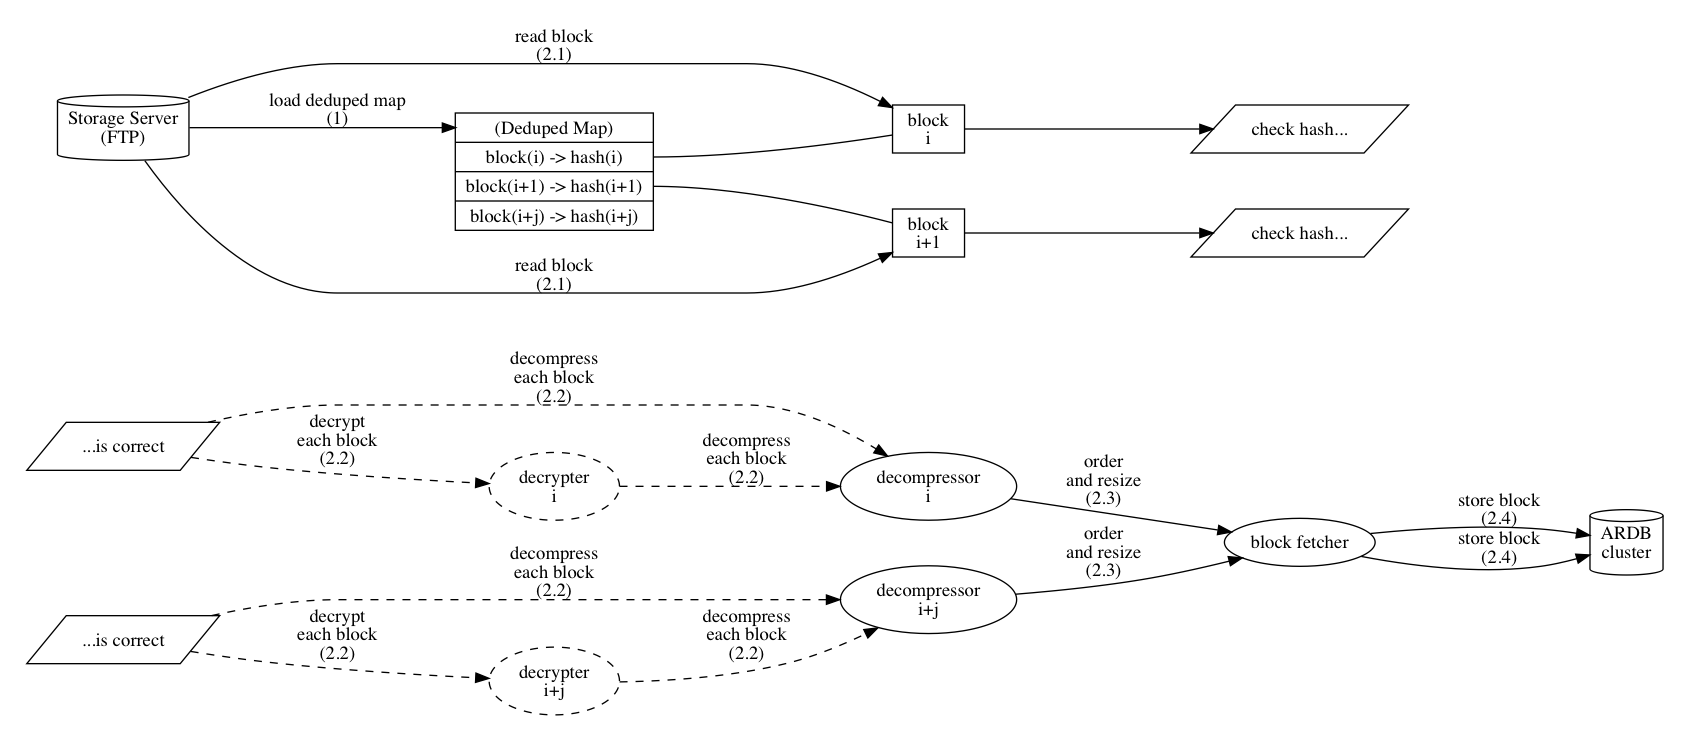 read block
(2.1)
load deduped map
(1)
Storage Server
(FTP)
(Deduped Map)
block(i) -> hash(i)
block(i+1) -> hash(i+1)
block(i+j) -> hash(i+j)
block
i
check hash...
block
i+1
check hash...
read block
(2.1)
decompress
each block
(2.2)
...is correct
decrypt
each block
(2.2)
decrypter
i
decompress
each block
(2.2)
decompressor
i
order
and resize
(2.3)
decompress
each block
(2.2)
...is correct
decrypt
each block
(2.2)
decrypter
i+j
decompress
each block
(2.2)
decompressor
i+j
order
and resize
(2.3)
block fetcher
store block
(2.4)
store block
(2.4)
ARDB
cluster